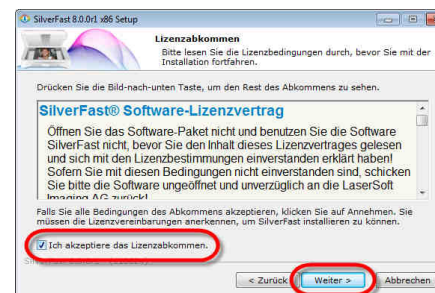 SilverFast 8.0.0r1 x86 Setup
Lizenzabkommen
Bitte lesen Sie die Lizenzbedingungen durch, bevor Sie mit der
Installation fortfahren.
Drücken Sie die Bild-nach-unten Taste, um den Rest des Abkommens zu sehen.
SilverFast® Software-Lizenzvertrag
Öffnen Sie das Software-Paket nicht und benutzen Sie die Software
SilverFast nicht, bevor Sie den Inhalt dieses Lizenzvertrages gelesen
und sich mit den Lizenzbestimmungen einverstanden erklärt haben!
Sofern Sie mit diesen Bedingungen nicht einverstanden sind, schicken
Sie bitte die Software ungeöffnet und unverzüglich an die LaserSoft
Imaging AG zurück!
Falls Sie alle Bedingungen des Abkommens akzeptieren, klicken Sie auf Annehmen. Sie
müssen die Lizenzvereinbarungen anerkennen, um SilverFast installieren zu können.
Ich akzeptiere das Lizenzabkommen.
< Zurück
Weiter >
Abbrechen